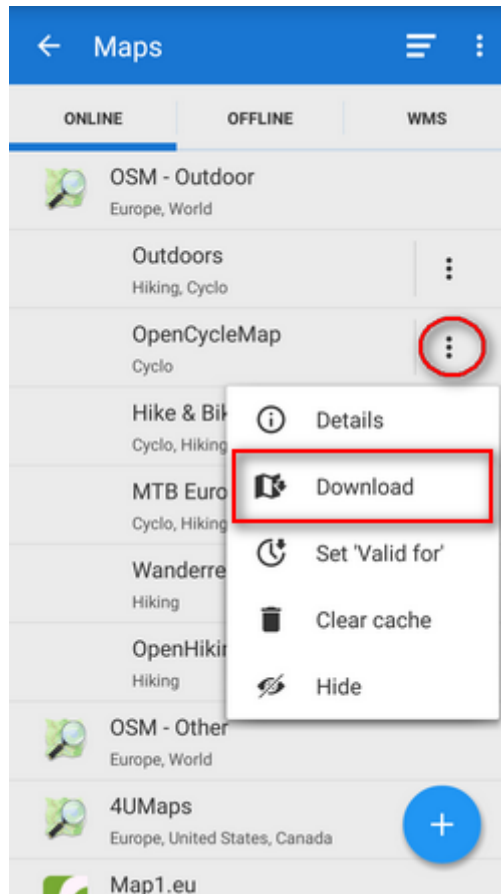 Maps
ONLINE OFFLINE WMS
OSM - Outdoor
Europe, World
Outdoors
Hiking, Cyclo
OpenCycleMap
Cyclo
Hike & Bik
Cyclo, Hiking
Details
Download
MTB Euro
Cyclo, Hiking
Set 'Valid for'
Wanderre
Hiking
Clear cache
OpenHikin
Hiking
Hide
OSM - Other
Europe, World
4UMaps
Europe, United States, Canada
Map1.eu